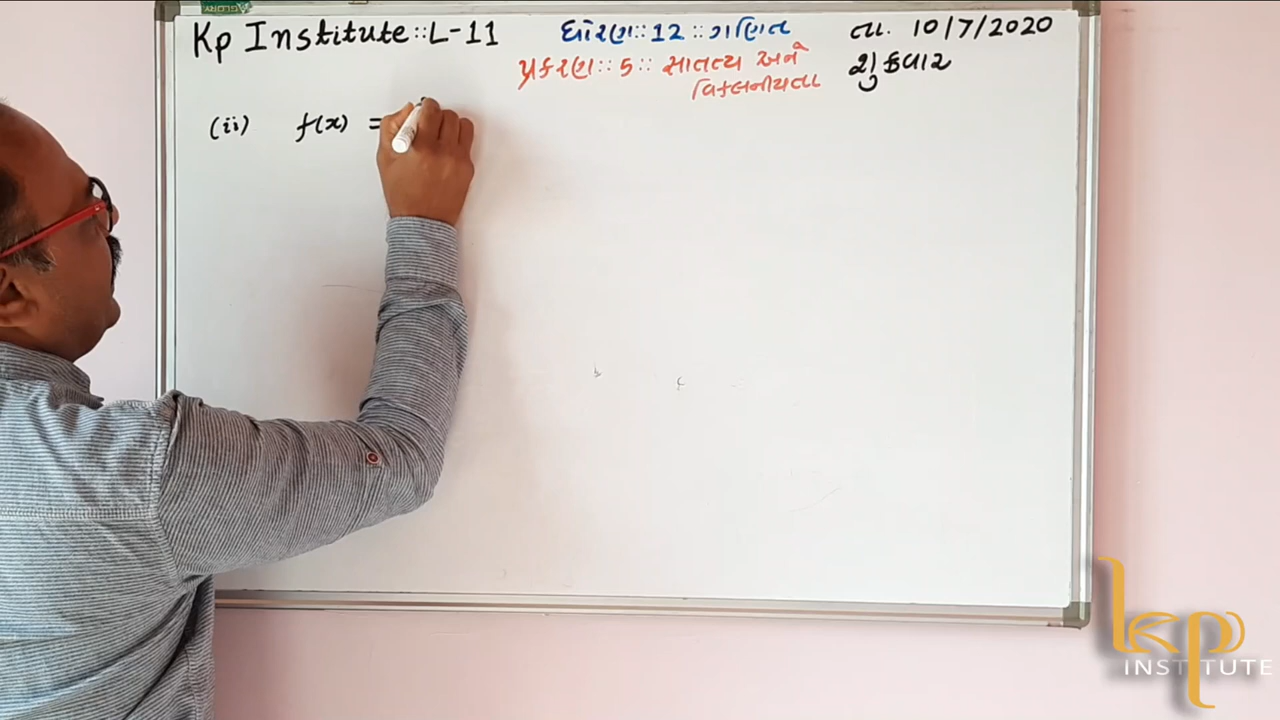 Kp Institute::L-11 ધોરણ::12::ગણિત તા. 10/7/2020
પ્રકરણ::5:: સાતત્ય અને શુક્રવાર
વિકલનીયતા
(ii) f(x) =
kp
INSTITUTE